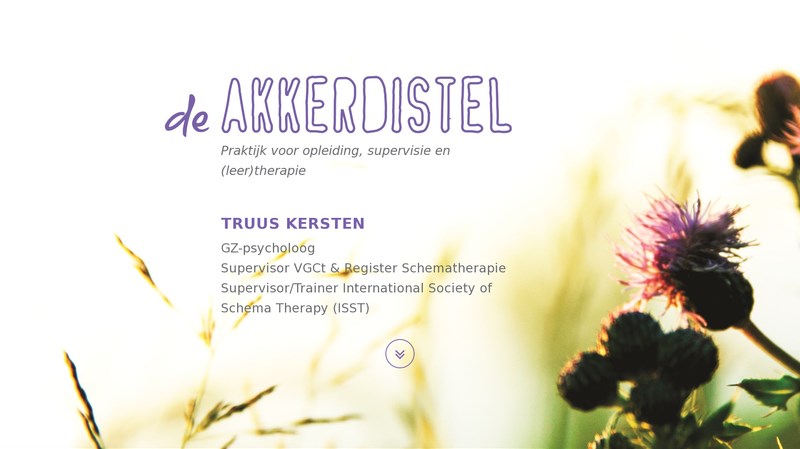 de AKKERDISTEL
Praktijk voor opleiding, supervisie en
(leer)therapie
TRUUS KERSTEN
GZ-psycholoog
Supervisor VGCt & Register Schematherapie
Supervisor/Trainer International Society of
Schema Therapy (ISST)